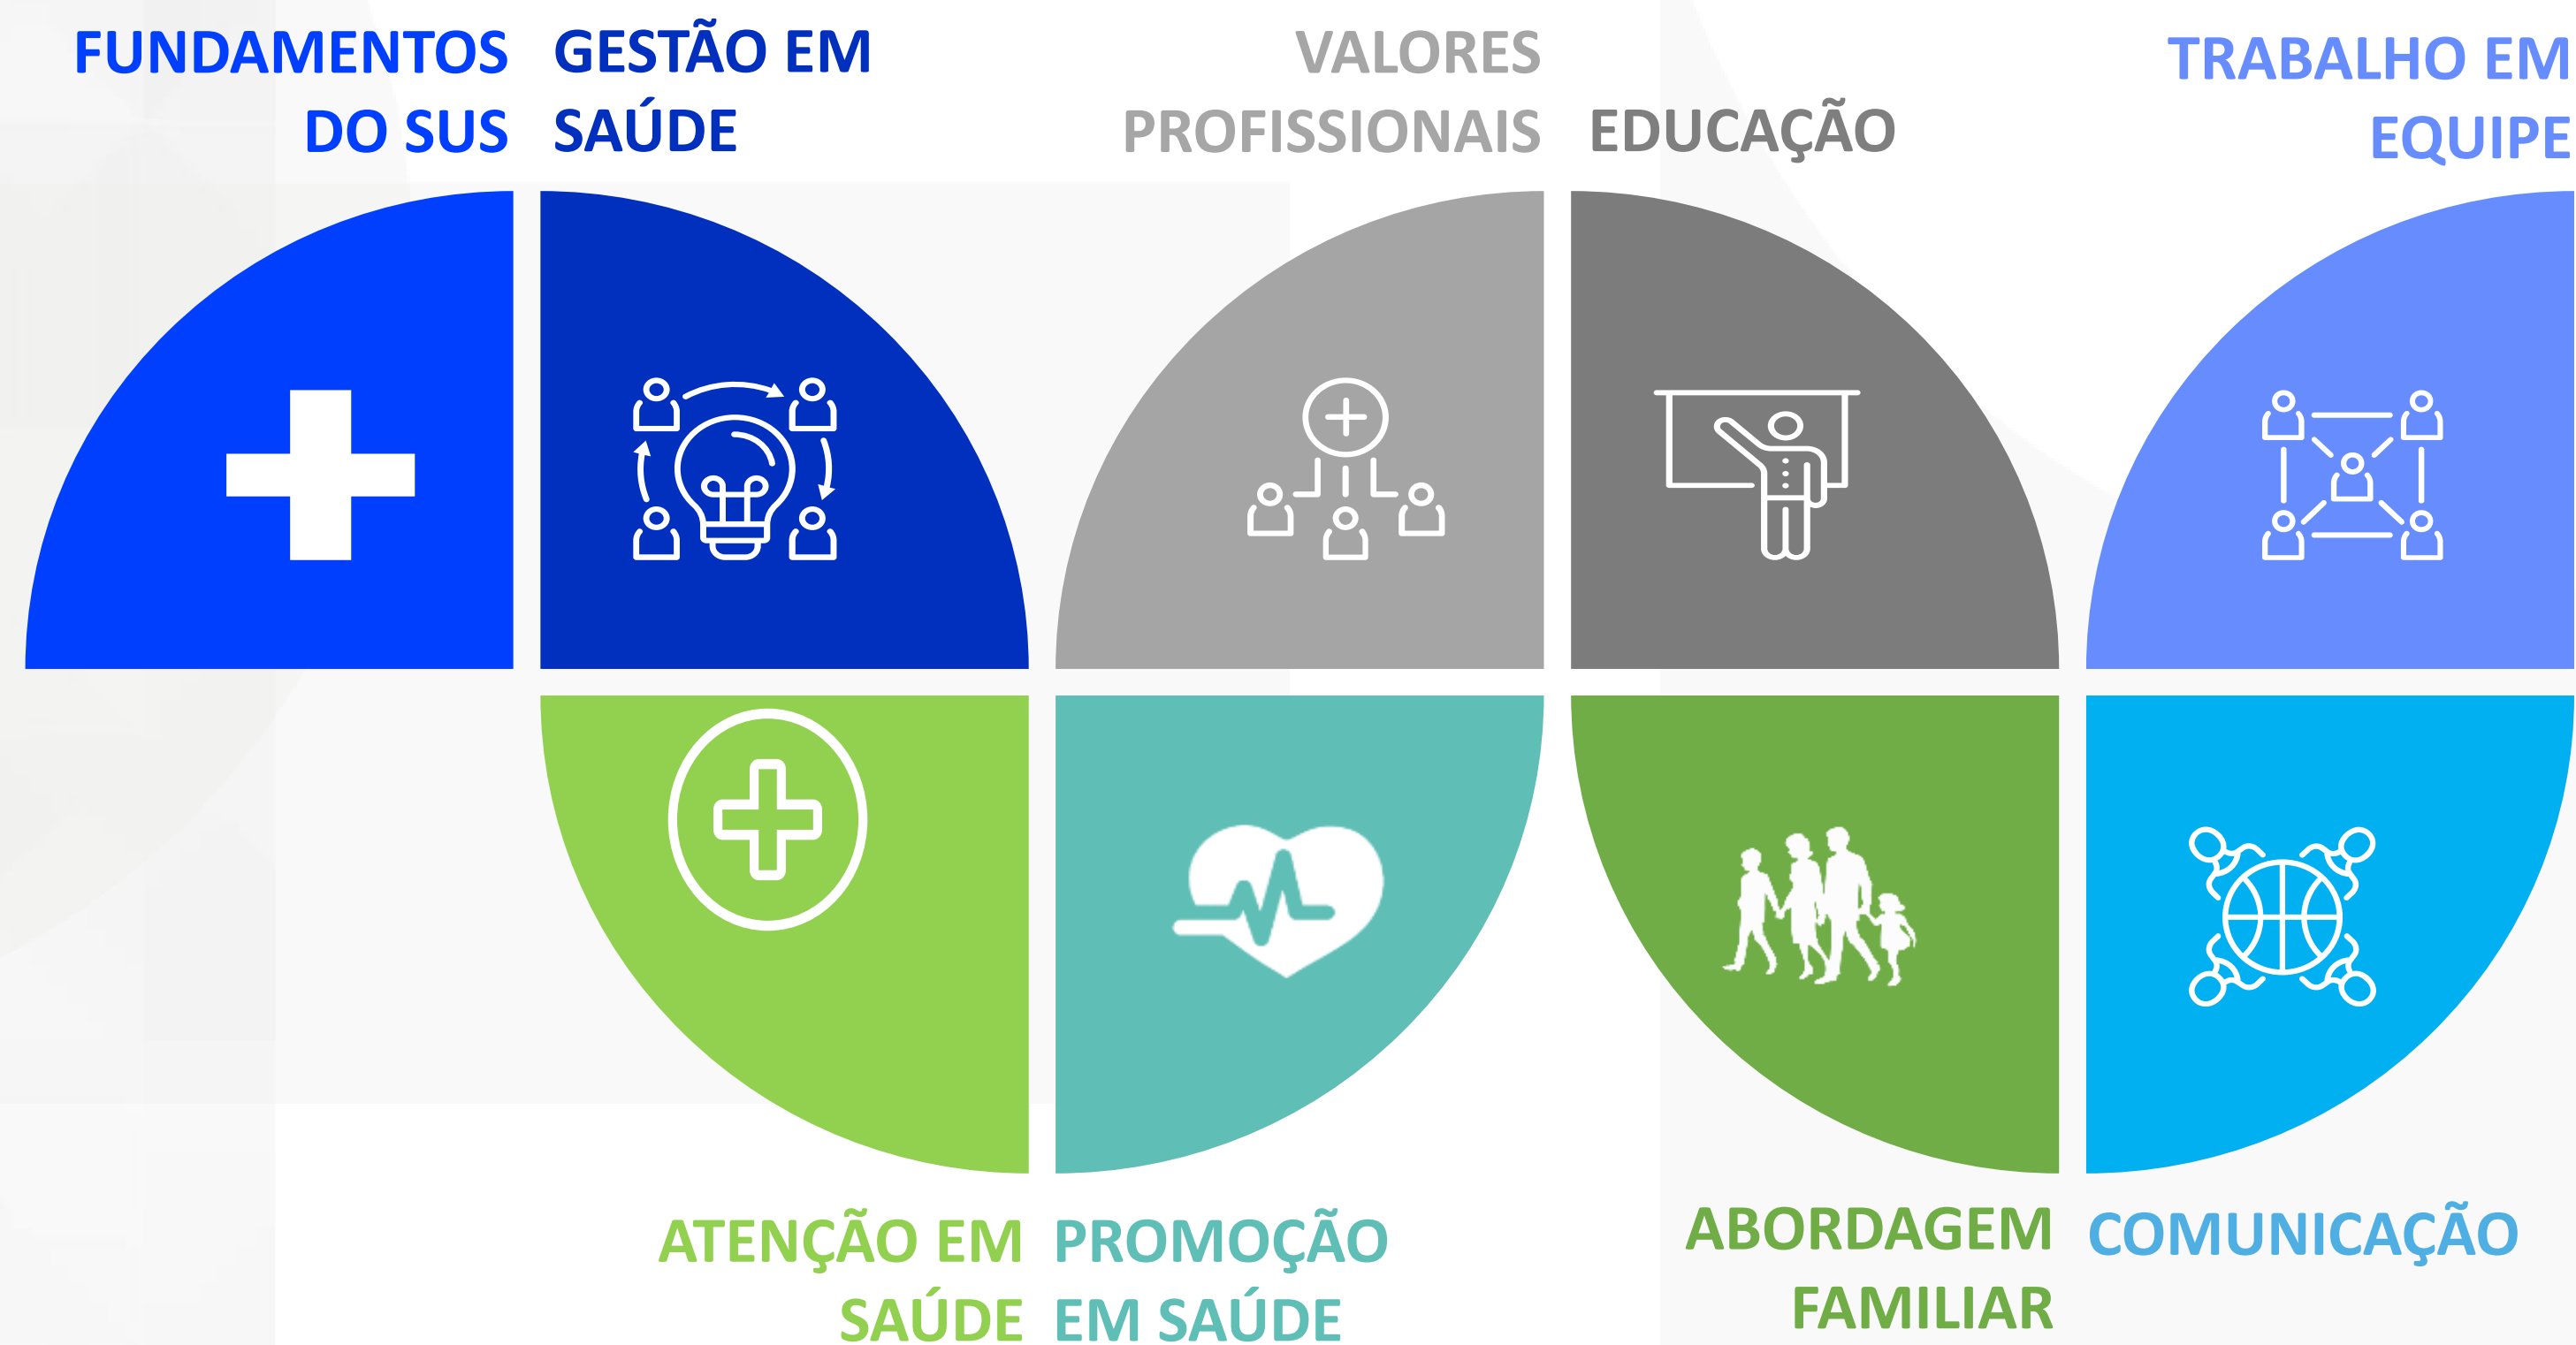 FUNDAMENTOS
DO SUS
GESTÃO EM
SAÚDE
VALORES
PROFISSIONAIS
EDUCAÇÃO
TRABALHO EM
EQUIPE
ATENÇÃO EM
SAÚDE
PROMOÇÃO
EM SAÚDE
ABORDAGEM
FAMILIAR
COMUNICAÇÃO